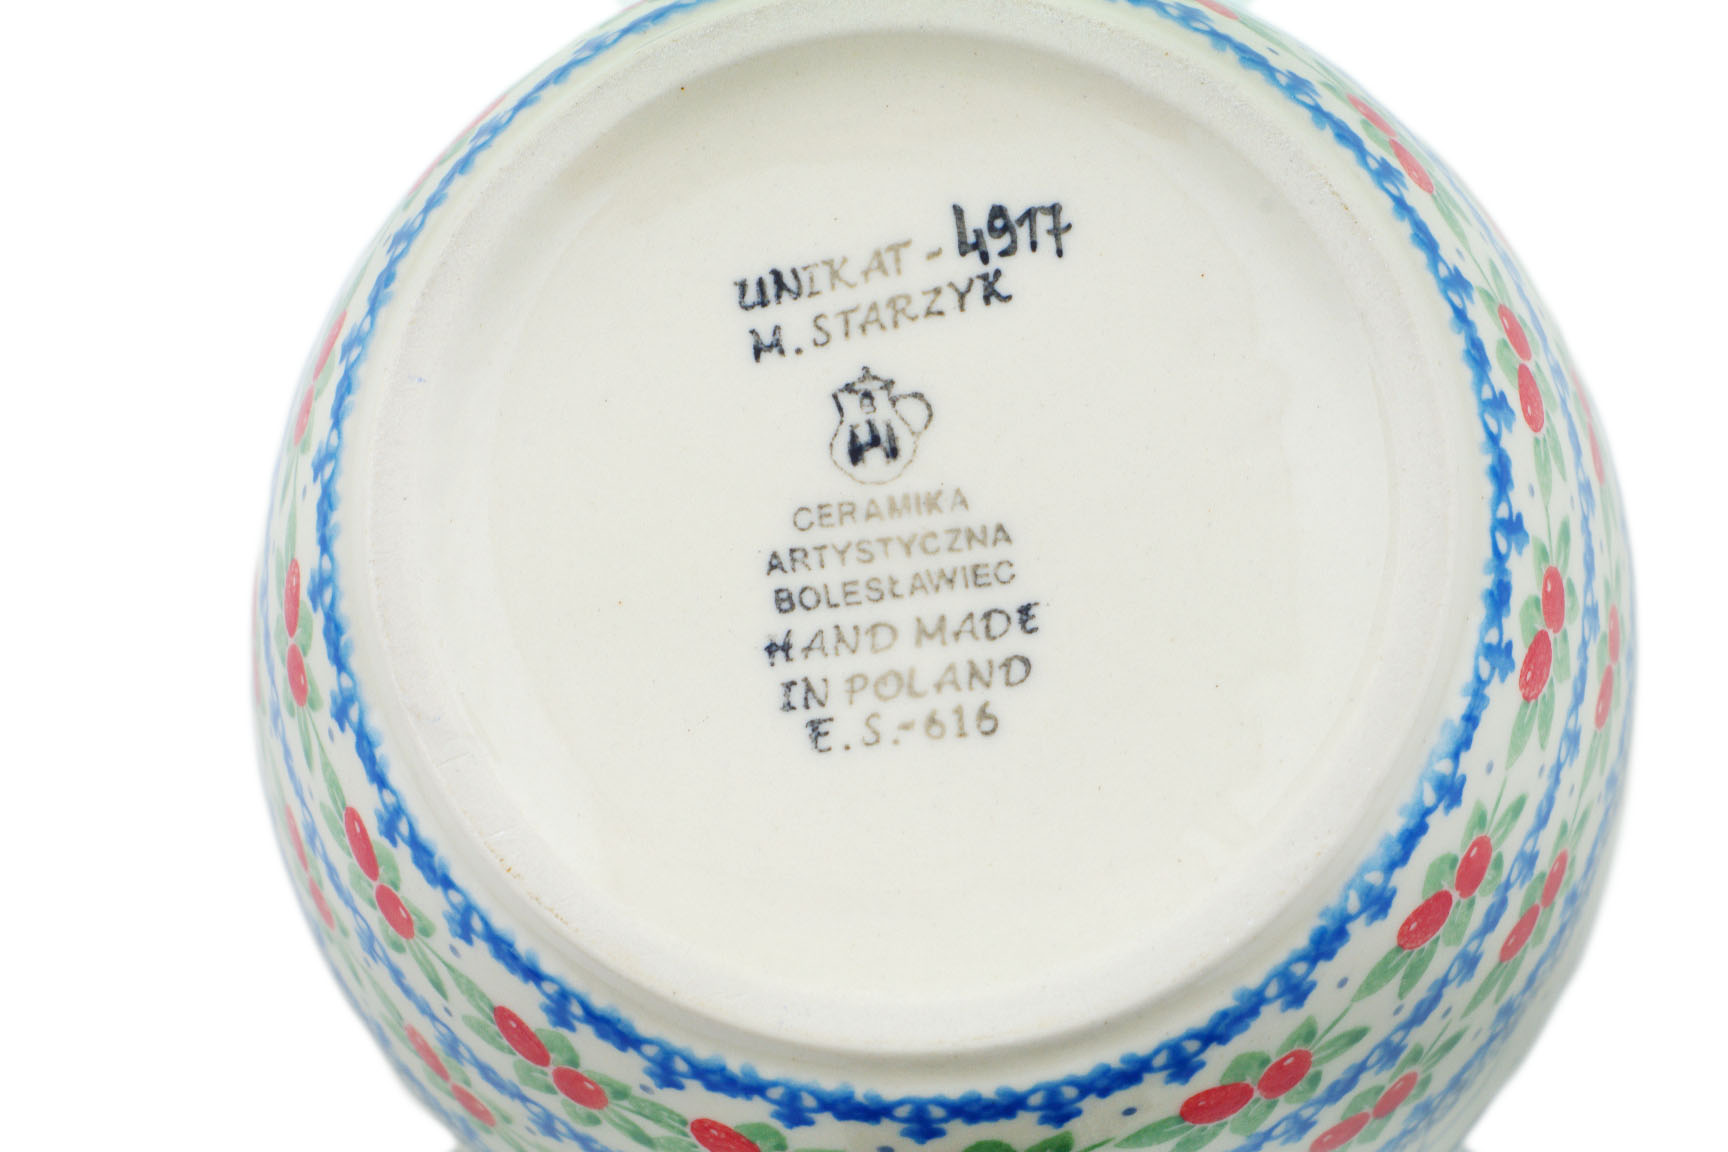 UNIKAT - 4917
M. STARZYK
CERAMIKA
ARTYSTYCZNA
BOLESŁAWIEC
HAND MADE
IN POLAND
E. S.-616